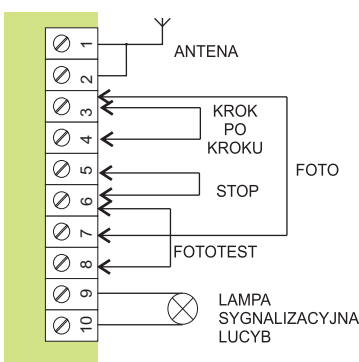 1
ANTENA
2
3
KROK
PO
KROKU
4
FOTO
5
STOP
6
7
FOTOTEST
8
9
LAMPA
SYGNALIZACYJNA
LUCYB
10